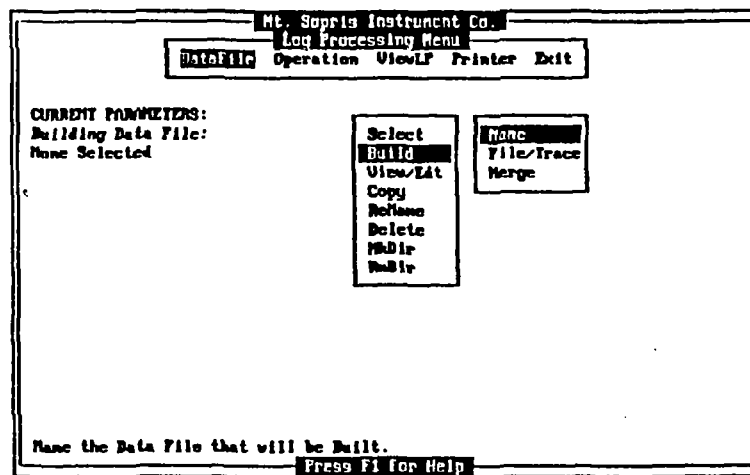 Mt. Sopris Instrument Co.
Log Processing Menu
DataFile Operation ViewLP Printer Exit
CURRENT PARAMETERS:
Building Data File:
None Selected
Select
Build
View/Edit
Copy
ReName
Delete
MkDir
RmDir
Name
File/Trace
Merge
Name the Data File that will be Built.
Press F1 for Help